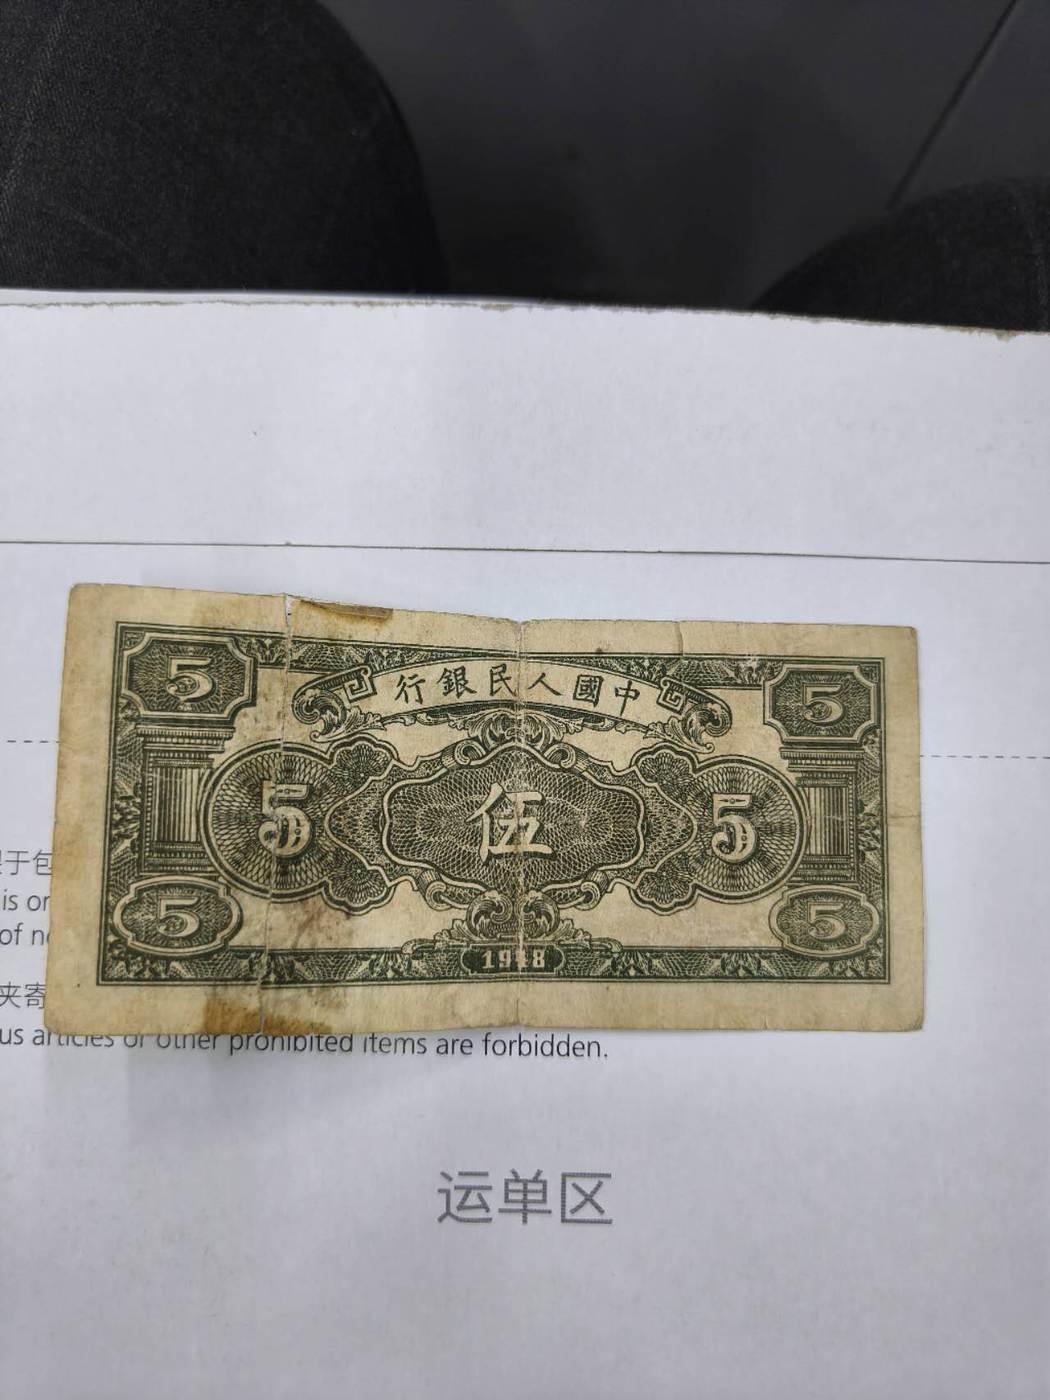 5 5
行銀民人國中
5 伍 5
5 5
1948
于包
is or
of n
夹寄
us articles or other prohibited items are forbidden.
运单区